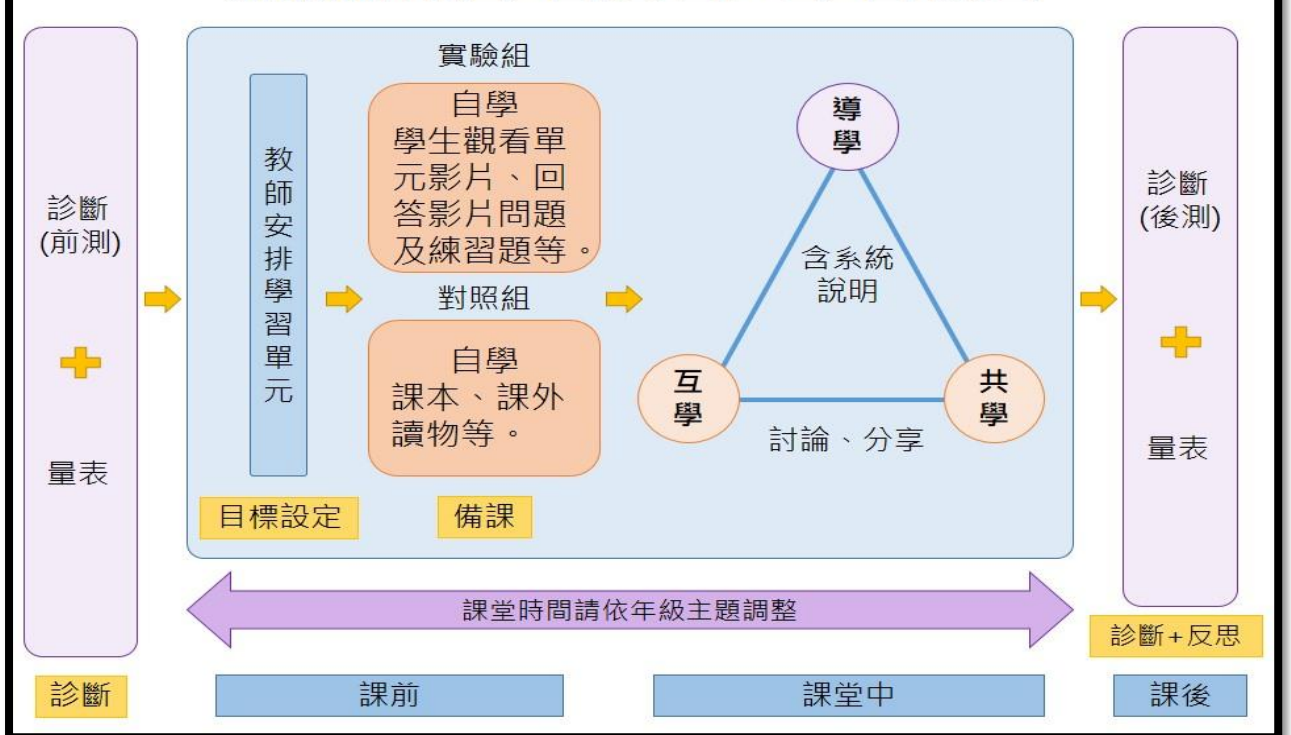 診斷
(前測)
量表
診斷
教師安排學習單元
目標設定
實驗組
自學
學生觀看單
元影片、回
答影片問題
及練習題等。
對照組
自學
課本、課外
讀物等。
備課
導
學
含系統
說明
互
學
共
學
討論、分享
課堂時間請依年級主題調整
課前
課堂中
診斷
(後測)
量表
診斷+反思
課後